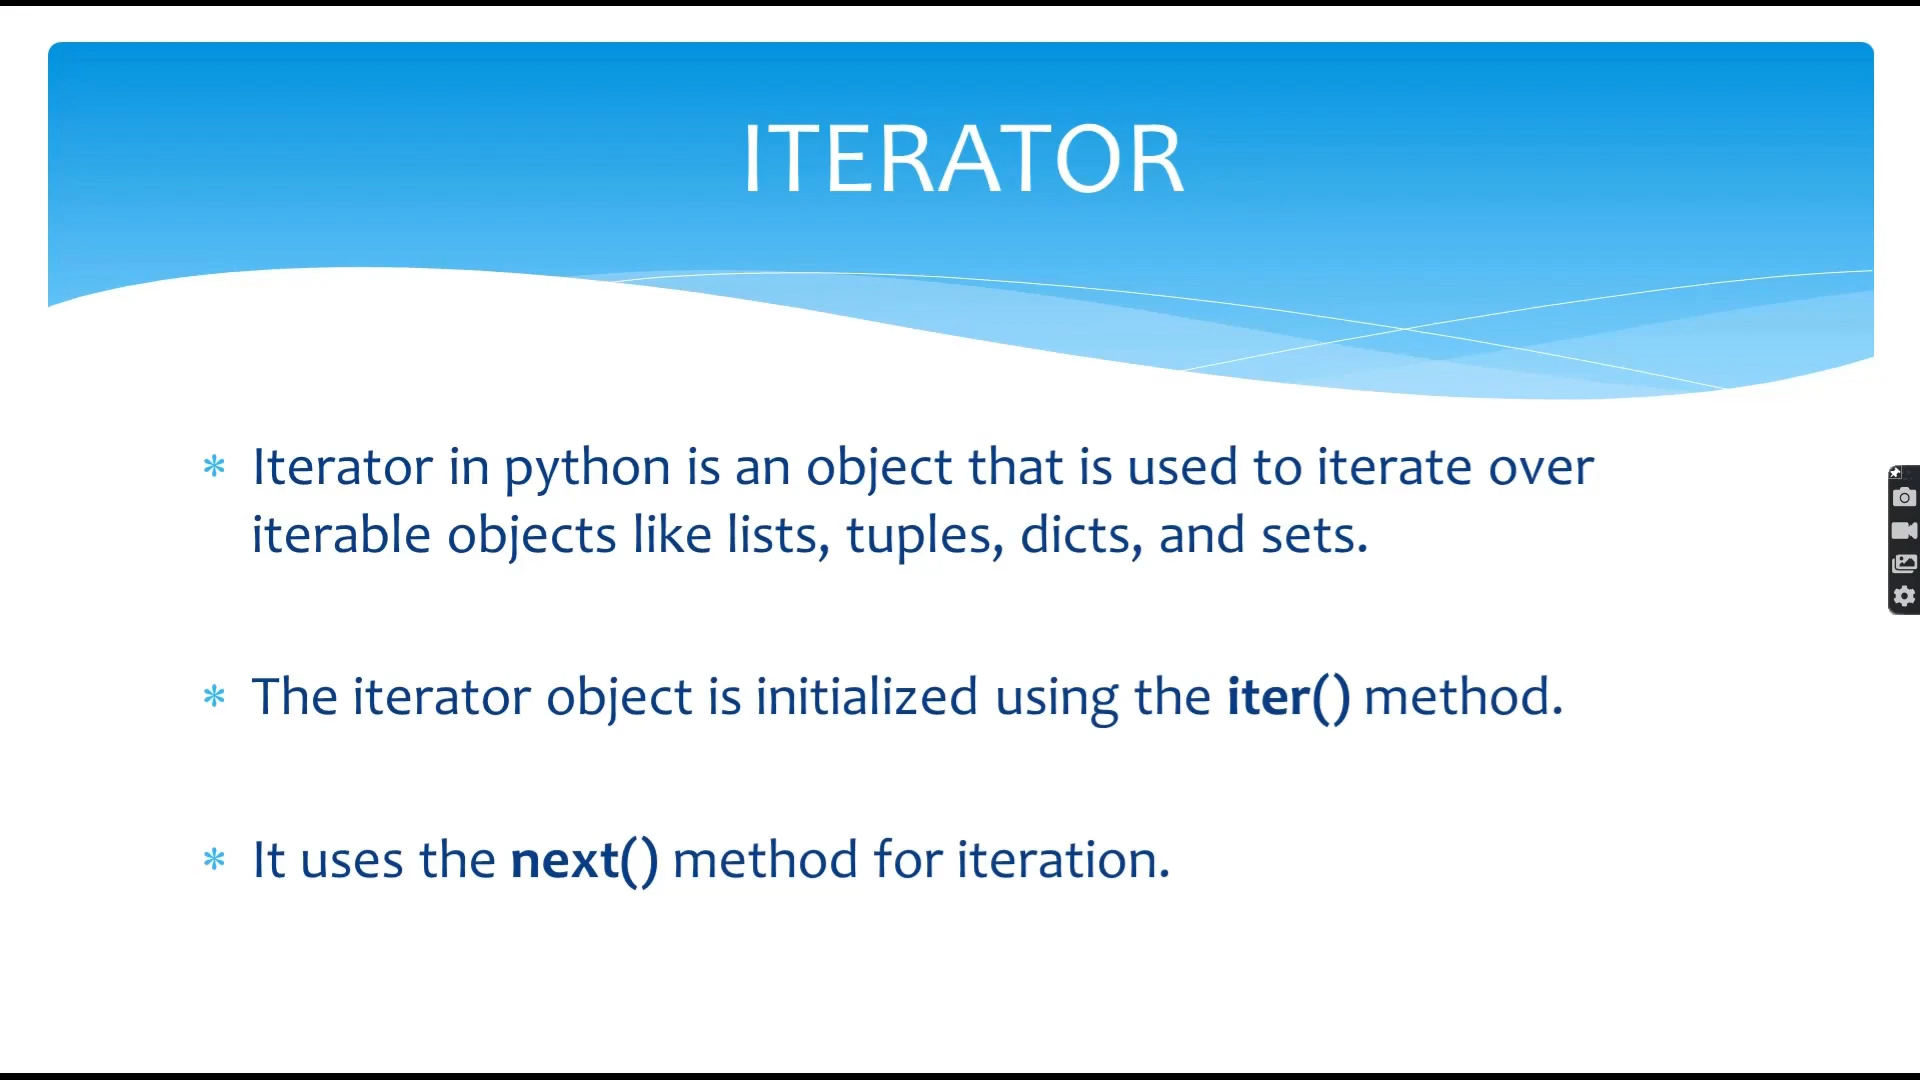 ITERATOR
* Iterator in python is an object that is used to iterate over
iterable objects like lists, tuples, dicts, and sets.
* The iterator object is initialized using the iter() method.
* It uses the next() method for iteration.